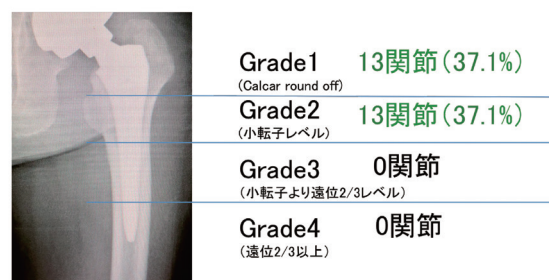 Grade1 13関節(37.1%)
(Calcar round off)
Grade2 13関節(37.1%)
(小転子レベル)
Grade3 0関節
(小転子より遠位2/3レベル)
Grade4 0関節
(遠位2/3以上)